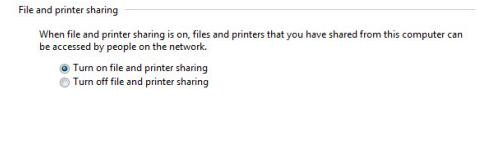 File and printer sharing
When file and printer sharing is on, files and printers that you have shared from this computer can
be accessed by people on the network.
Turn on file and printer sharing
Turn off file and printer sharing